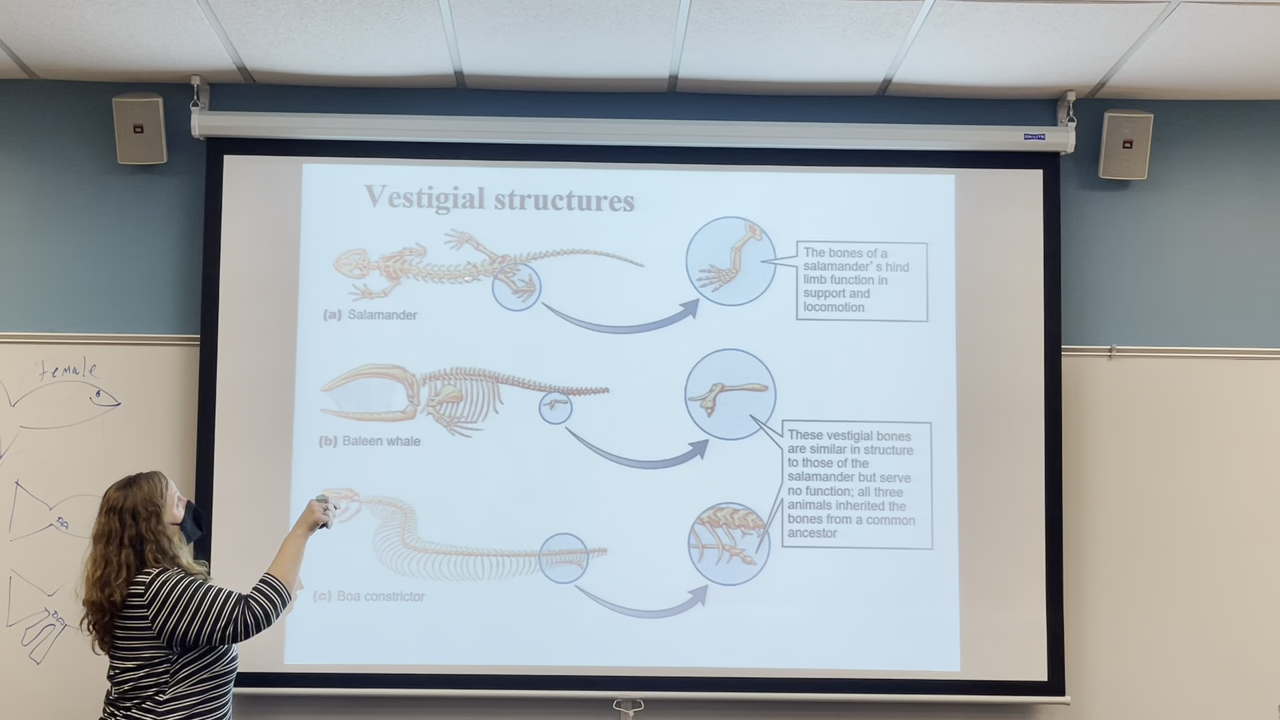 Vestigial structures
The bones of a
salamander's hind
limb function in
support and
locomotion
(a) Salamander
(b) Baleen whale
These vestigial bones
are similar in structure
to those of the
salamander but serve
no function; all three
animals inherited the
bones from a common
ancestor
(c) Boa constrictor
Female